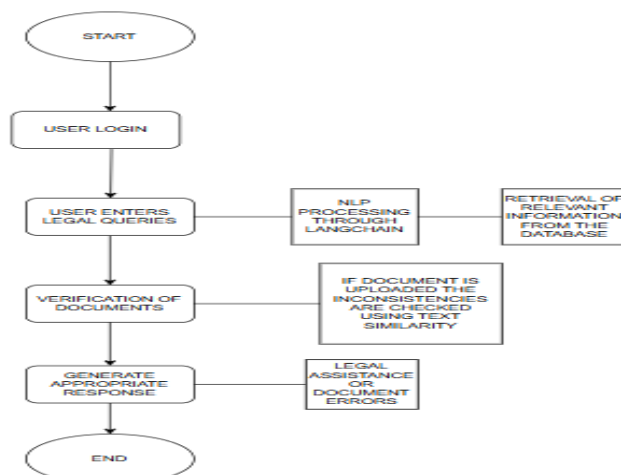 START
USER LOGIN
USER ENTERS
LEGAL QUERIES
NLP
PROCESSING
THROUGH
LANGCHAIN
RETRIEVAL OF
RELEVANT
INFORMATION
FROM THE
DATABASE
VERIFICATION OF
DOCUMENTS
IF DOCUMENT IS
UPLOADED THE
INCONSISTENCIES
ARE CHECKED
USING TEXT
SIMILARITY
GENERATE
APPROPRIATE
RESPONSE
LEGAL
ASSISTANCE
OR
DOCUMENT
ERRORS
END